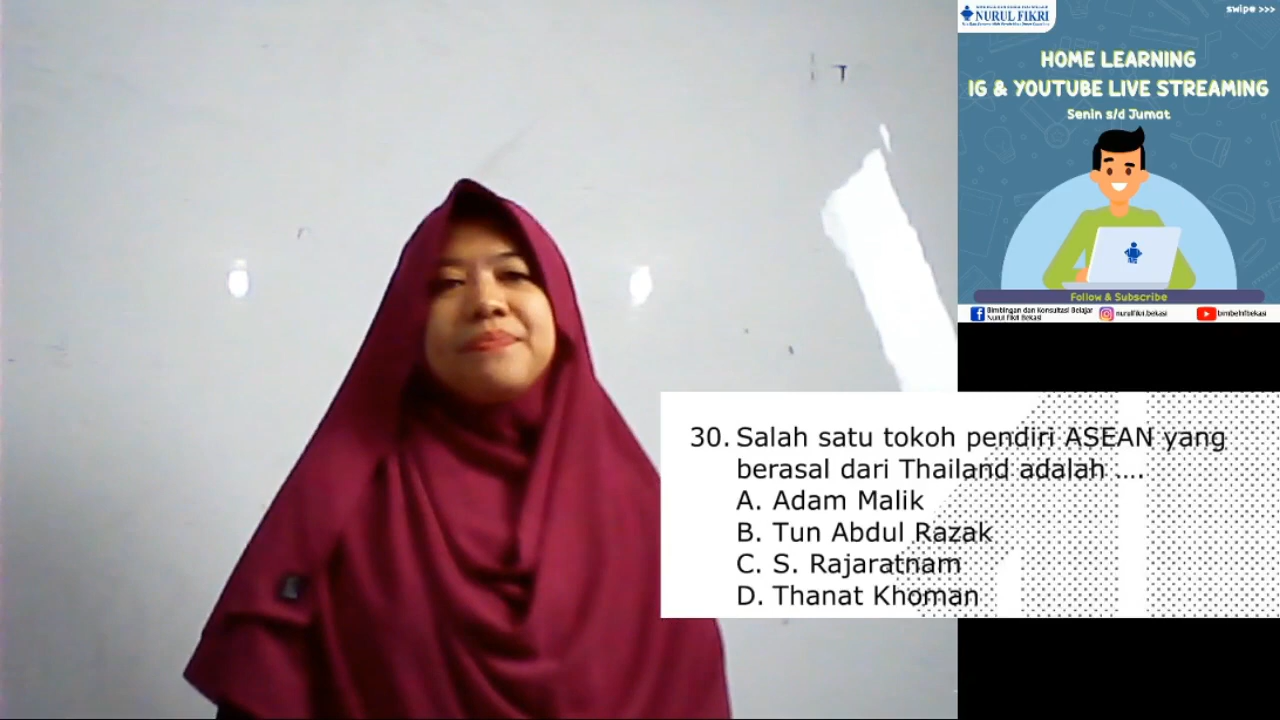 NURUL FIKRI
swipe >>>
HOME LEARNING
IG & YOUTUBE LIVE STREAMING
Senin s/d Jumat
Follow & Subscribe
Bimbingan dan Konsultasi Belajar
Nurul Fikri Bekasi
nurulfikri.bekasi
bimbelnfbekasi
30. Salah satu tokoh pendiri ASEAN yang
berasal dari Thailand adalah ....
A. Adam Malik
B. Tun Abdul Razak
C. S. Rajaratnam
D. Thanat Khoman